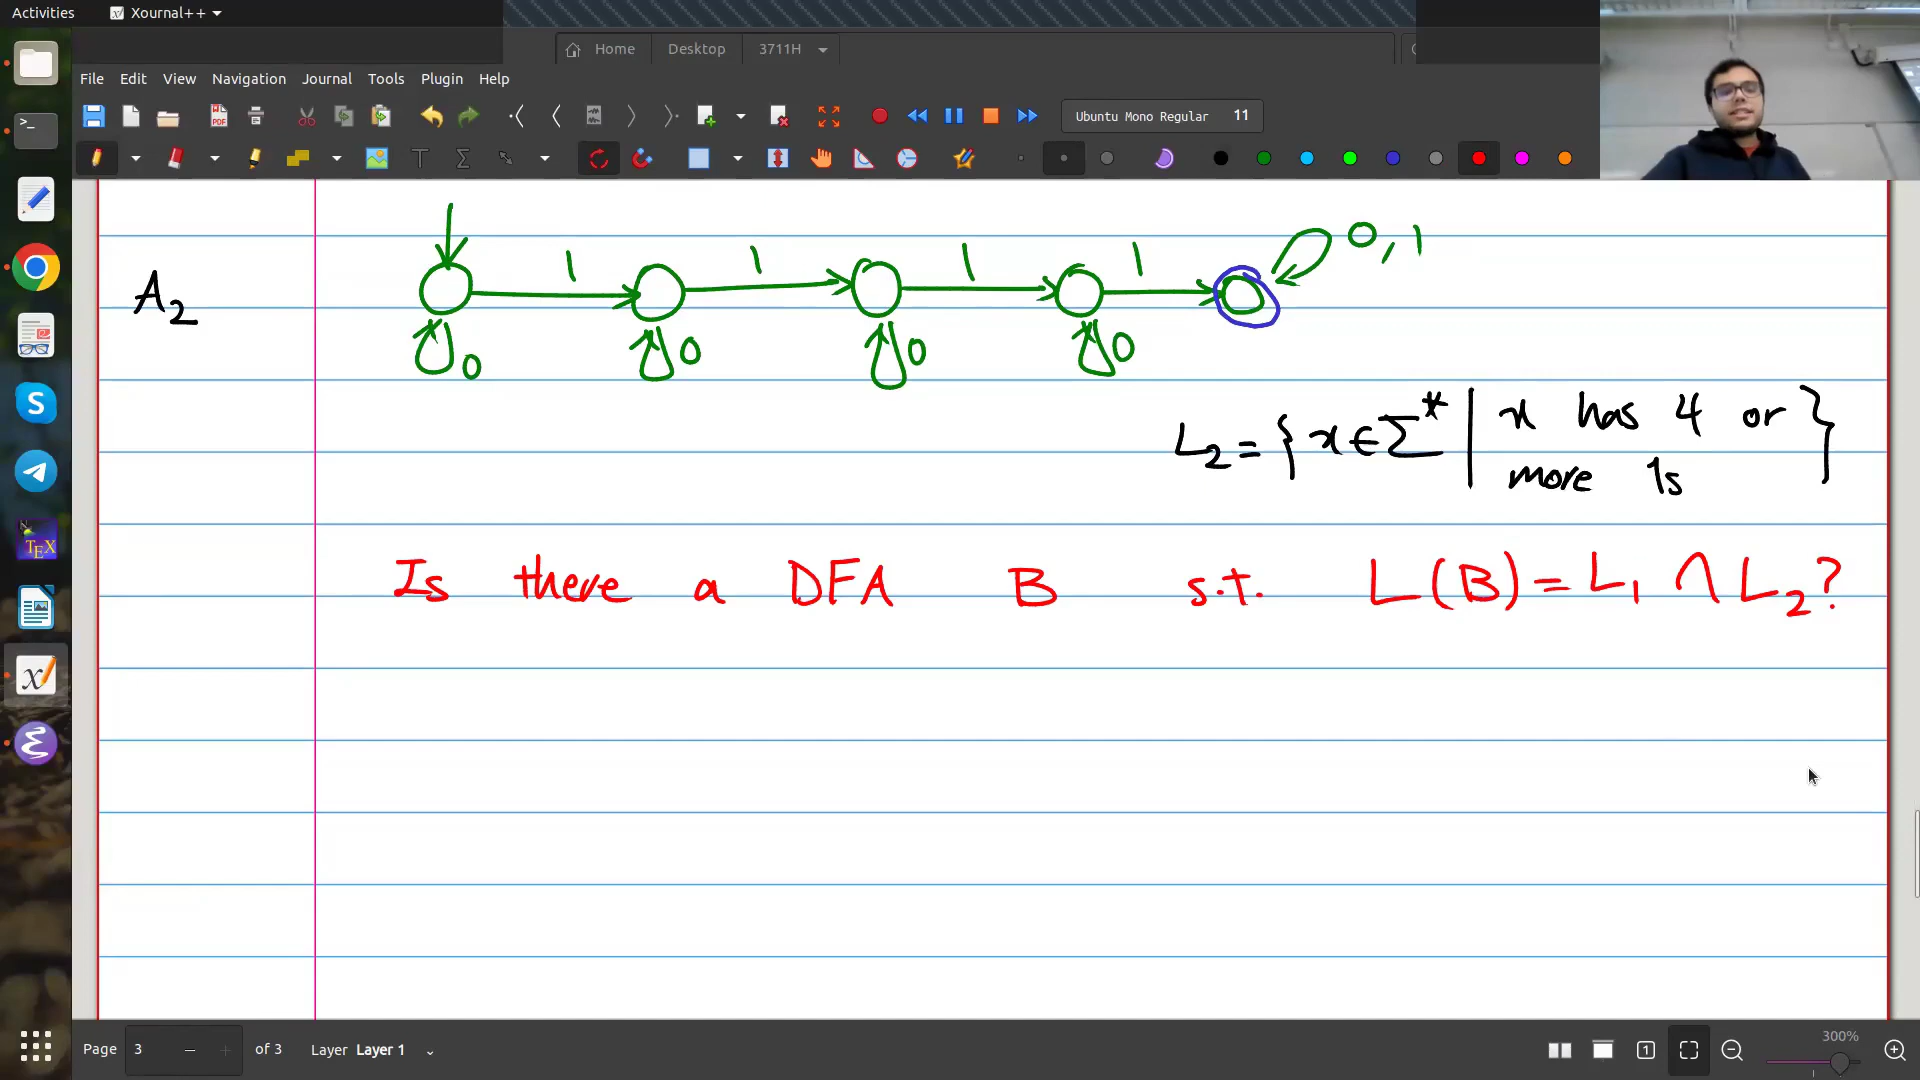 Activities Xournal++
Home Desktop 3711H
File Edit View Navigation Journal Tools Plugin Help
Ubuntu Mono Regular 11
A2
1 1 1 1 0, 1
0 0 0 0
L2 = { x ∈ Σ* | x has 4 or
more 1s }
Is there a DFA B s.t. L(B) = L1 ∩ L2?
Page 3 of 3 Layer Layer 1
300%